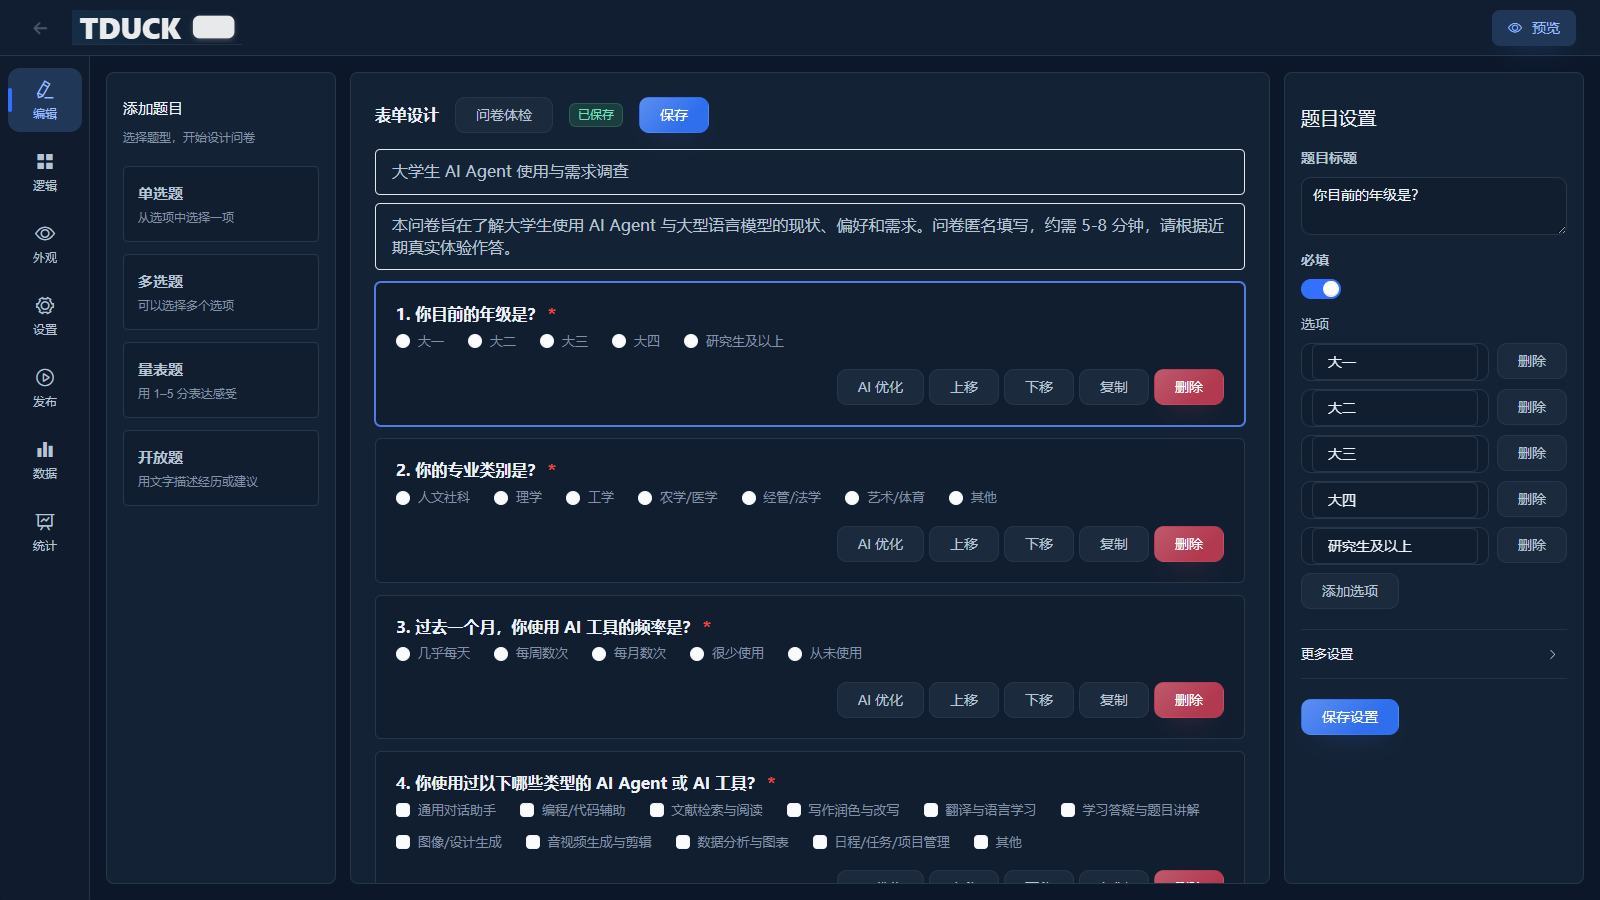 TDUCK
预览
编辑
逻辑
外观
设置
发布
数据
统计
添加题目
选择题型，开始设计问卷
单选题
从选项中选择一项
多选题
可以选择多个选项
量表题
用 1–5 分表达感受
开放题
用文字描述经历或建议
表单设计
问卷体检
已保存
保存
大学生 AI Agent 使用与需求调查
本问卷旨在了解大学生使用 AI Agent 与大型语言模型的现状、偏好和需求。问卷匿名填写，约需 5-8 分钟，请根据近
期真实体验作答。
1. 你目前的年级是？ *
大一 大二 大三 大四 研究生及以上
AI 优化 上移 下移 复制 删除
2. 你的专业类别是？ *
人文社科 理学 工学 农学/医学 经管/法学 艺术/体育 其他
AI 优化 上移 下移 复制 删除
3. 过去一个月，你使用 AI 工具的频率是？ *
几乎每天 每周数次 每月数次 很少使用 从未使用
AI 优化 上移 下移 复制 删除
4. 你使用过以下哪些类型的 AI Agent 或 AI 工具？ *
通用对话助手 编程/代码辅助 文献检索与阅读 写作润色与改写 翻译与语言学习 学习答疑与题目讲解
图像/设计生成 音视频生成与剪辑 数据分析与图表 日程/任务/项目管理 其他
题目设置
题目标题
你目前的年级是？
必填
选项
大一 删除
大二 删除
大三 删除
大四 删除
研究生及以上 删除
添加选项
更多设置
保存设置